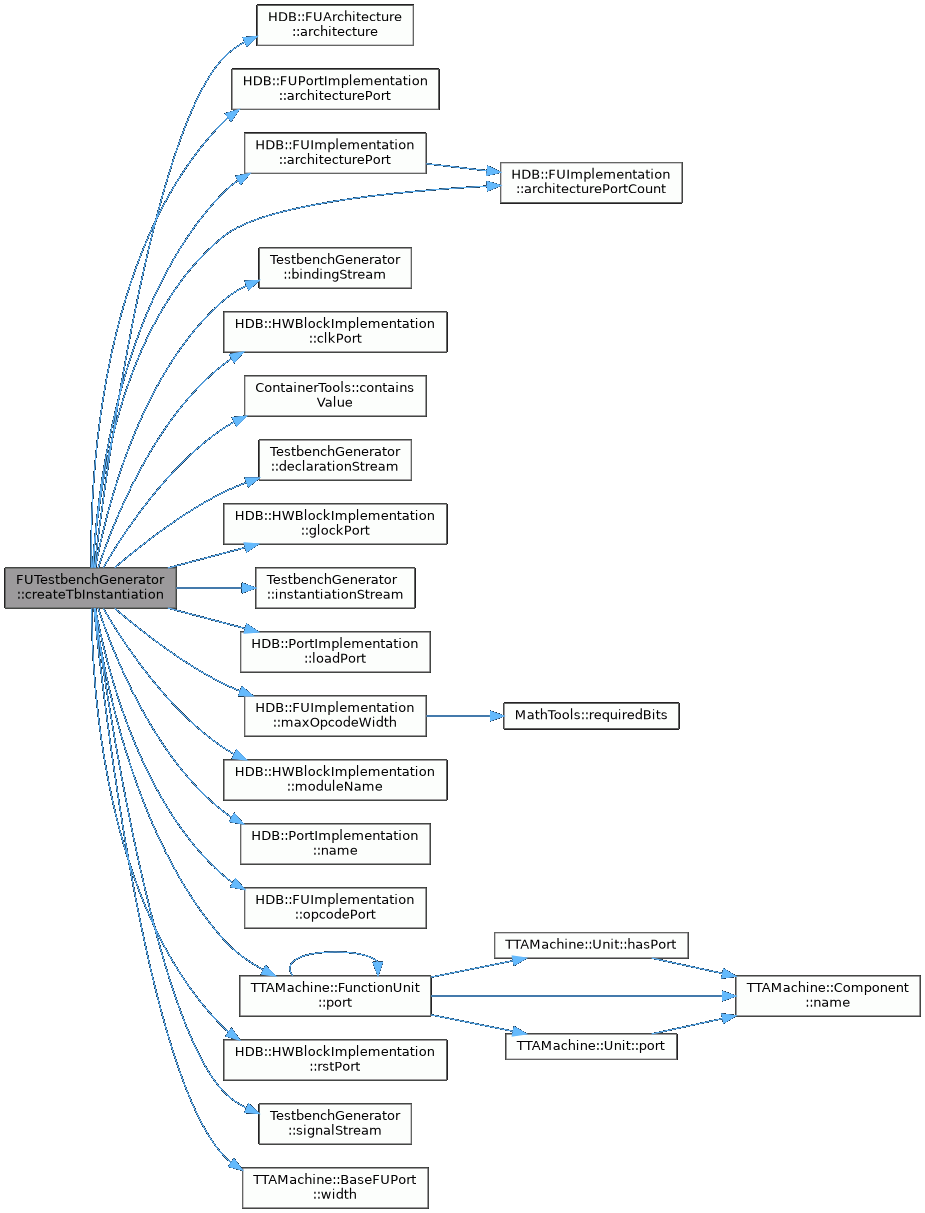 HDB::FUArchitecture
::architecture
HDB::FUPortImplementation
::architecturePort
HDB::FUImplementation
::architecturePort
HDB::FUImplementation
::architecturePortCount
TestbenchGenerator
::bindingStream
HDB::HWBlockImplementation
::clkPort
ContainerTools::contains
Value
TestbenchGenerator
::declarationStream
HDB::HWBlockImplementation
::glockPort
FUTestbenchGenerator
::createTbInstantiation
TestbenchGenerator
::instantiationStream
HDB::PortImplementation
::loadPort
HDB::FUImplementation
::maxOpcodeWidth
MathTools::requiredBits
HDB::HWBlockImplementation
::moduleName
HDB::PortImplementation
::name
HDB::FUImplementation
::opcodePort
TTAMachine::FunctionUnit
::port
TTAMachine::Unit::hasPort
TTAMachine::Component
::name
TTAMachine::Unit::port
HDB::HWBlockImplementation
::rstPort
TestbenchGenerator
::signalStream
TTAMachine::BaseFUPort
::width